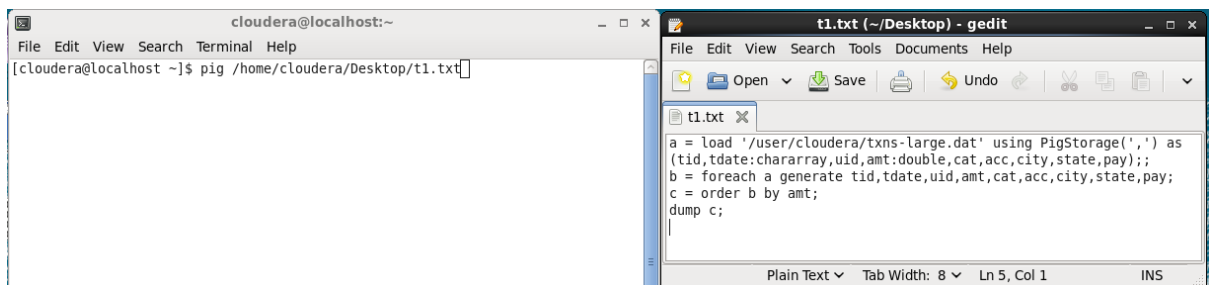 cloudera@localhost:~
File Edit View Search Terminal Help
[cloudera@localhost ~]$ pig /home/cloudera/Desktop/t1.txt
t1.txt (~/Desktop) - gedit
File Edit View Search Tools Documents Help
Open Save Undo
t1.txt
a = load '/user/cloudera/txns-large.dat' using PigStorage(',') as
(tid,tdate:chararray,uid,amt:double,cat,acc,city,state,pay);;
b = foreach a generate tid,tdate,uid,amt,cat,acc,city,state,pay;
c = order b by amt;
dump c;
Plain Text Tab Width: 8 Ln 5, Col 1 INS